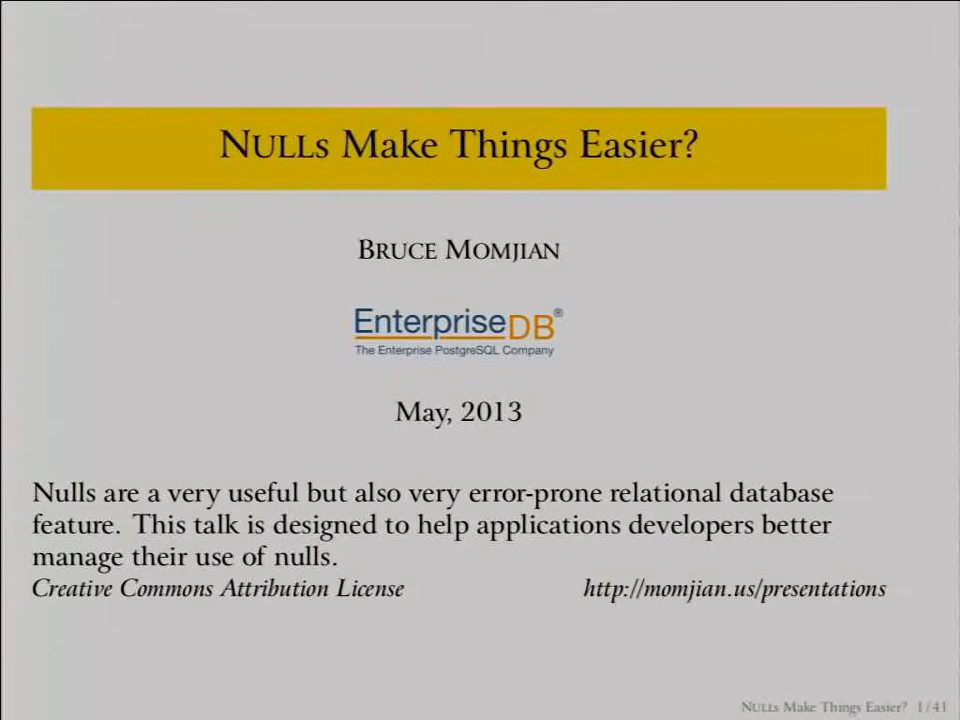 NULLs Make Things Easier?
BRUCE MOMJIAN
EnterpriseDB®
The Enterprise PostgreSQL Company
May, 2013
Nulls are a very useful but also very error-prone relational database
feature. This talk is designed to help applications developers better
manage their use of nulls.
Creative Commons Attribution License http://momjian.us/presentations
NULLs Make Things Easier? 1/41